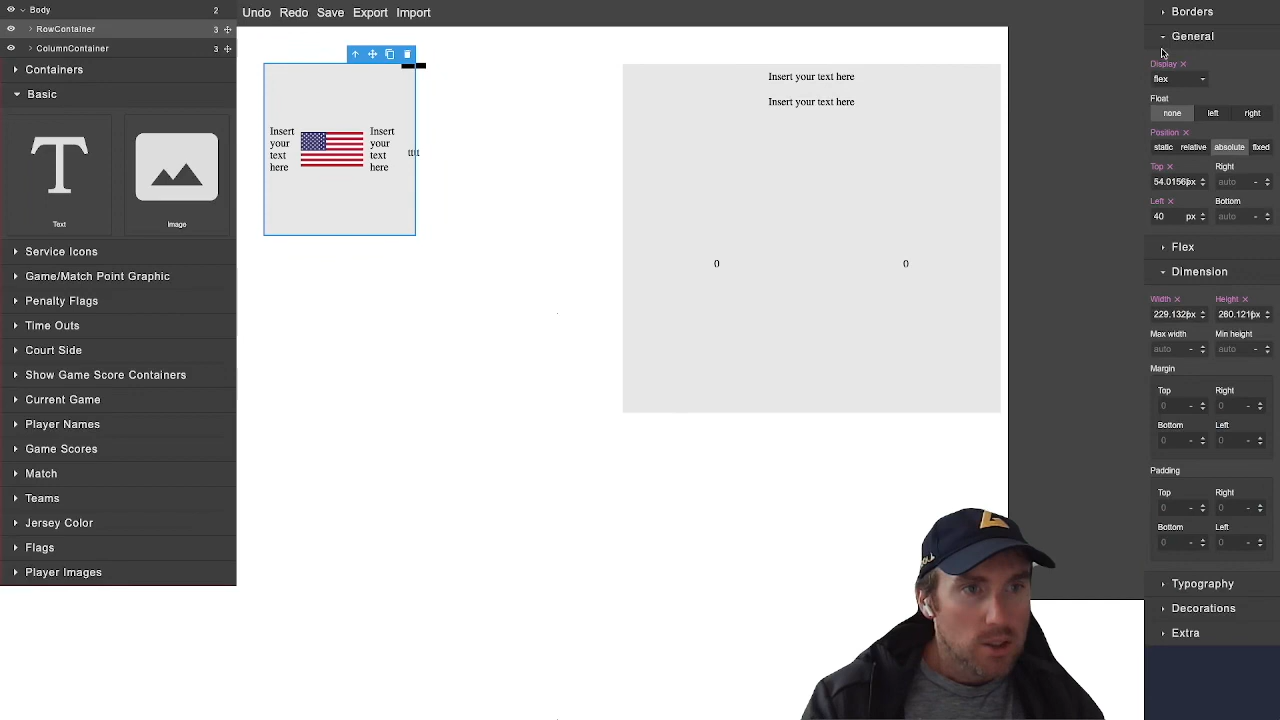 Body 2
RowContainer 3
ColumnContainer 3
Containers
Basic
Text
Image
Service Icons
Game/Match Point Graphic
Penalty Flags
Time Outs
Court Side
Show Game Score Containers
Current Game
Player Names
Game Scores
Match
Teams
Jersey Color
Flags
Player Images
Undo Redo Save Export Import
Insert
your
text
here
Insert
your
text
here
Insert your text here
Insert your text here
0 0
Borders
General
Display ×
flex
Float
none left right
Position ×
static relative absolute fixed
Top × Right
54.0156px auto -
Left × Bottom
40 px auto -
Flex
Dimension
Width × Height ×
229.132px 260.121px
Max width Min height
auto - auto -
Margin
Top Right
0 - 0 -
Bottom Left
0 - 0 -
Padding
Top Right
0 - 0 -
Bottom Left
0 - 0 -
Typography
Decorations
Extra